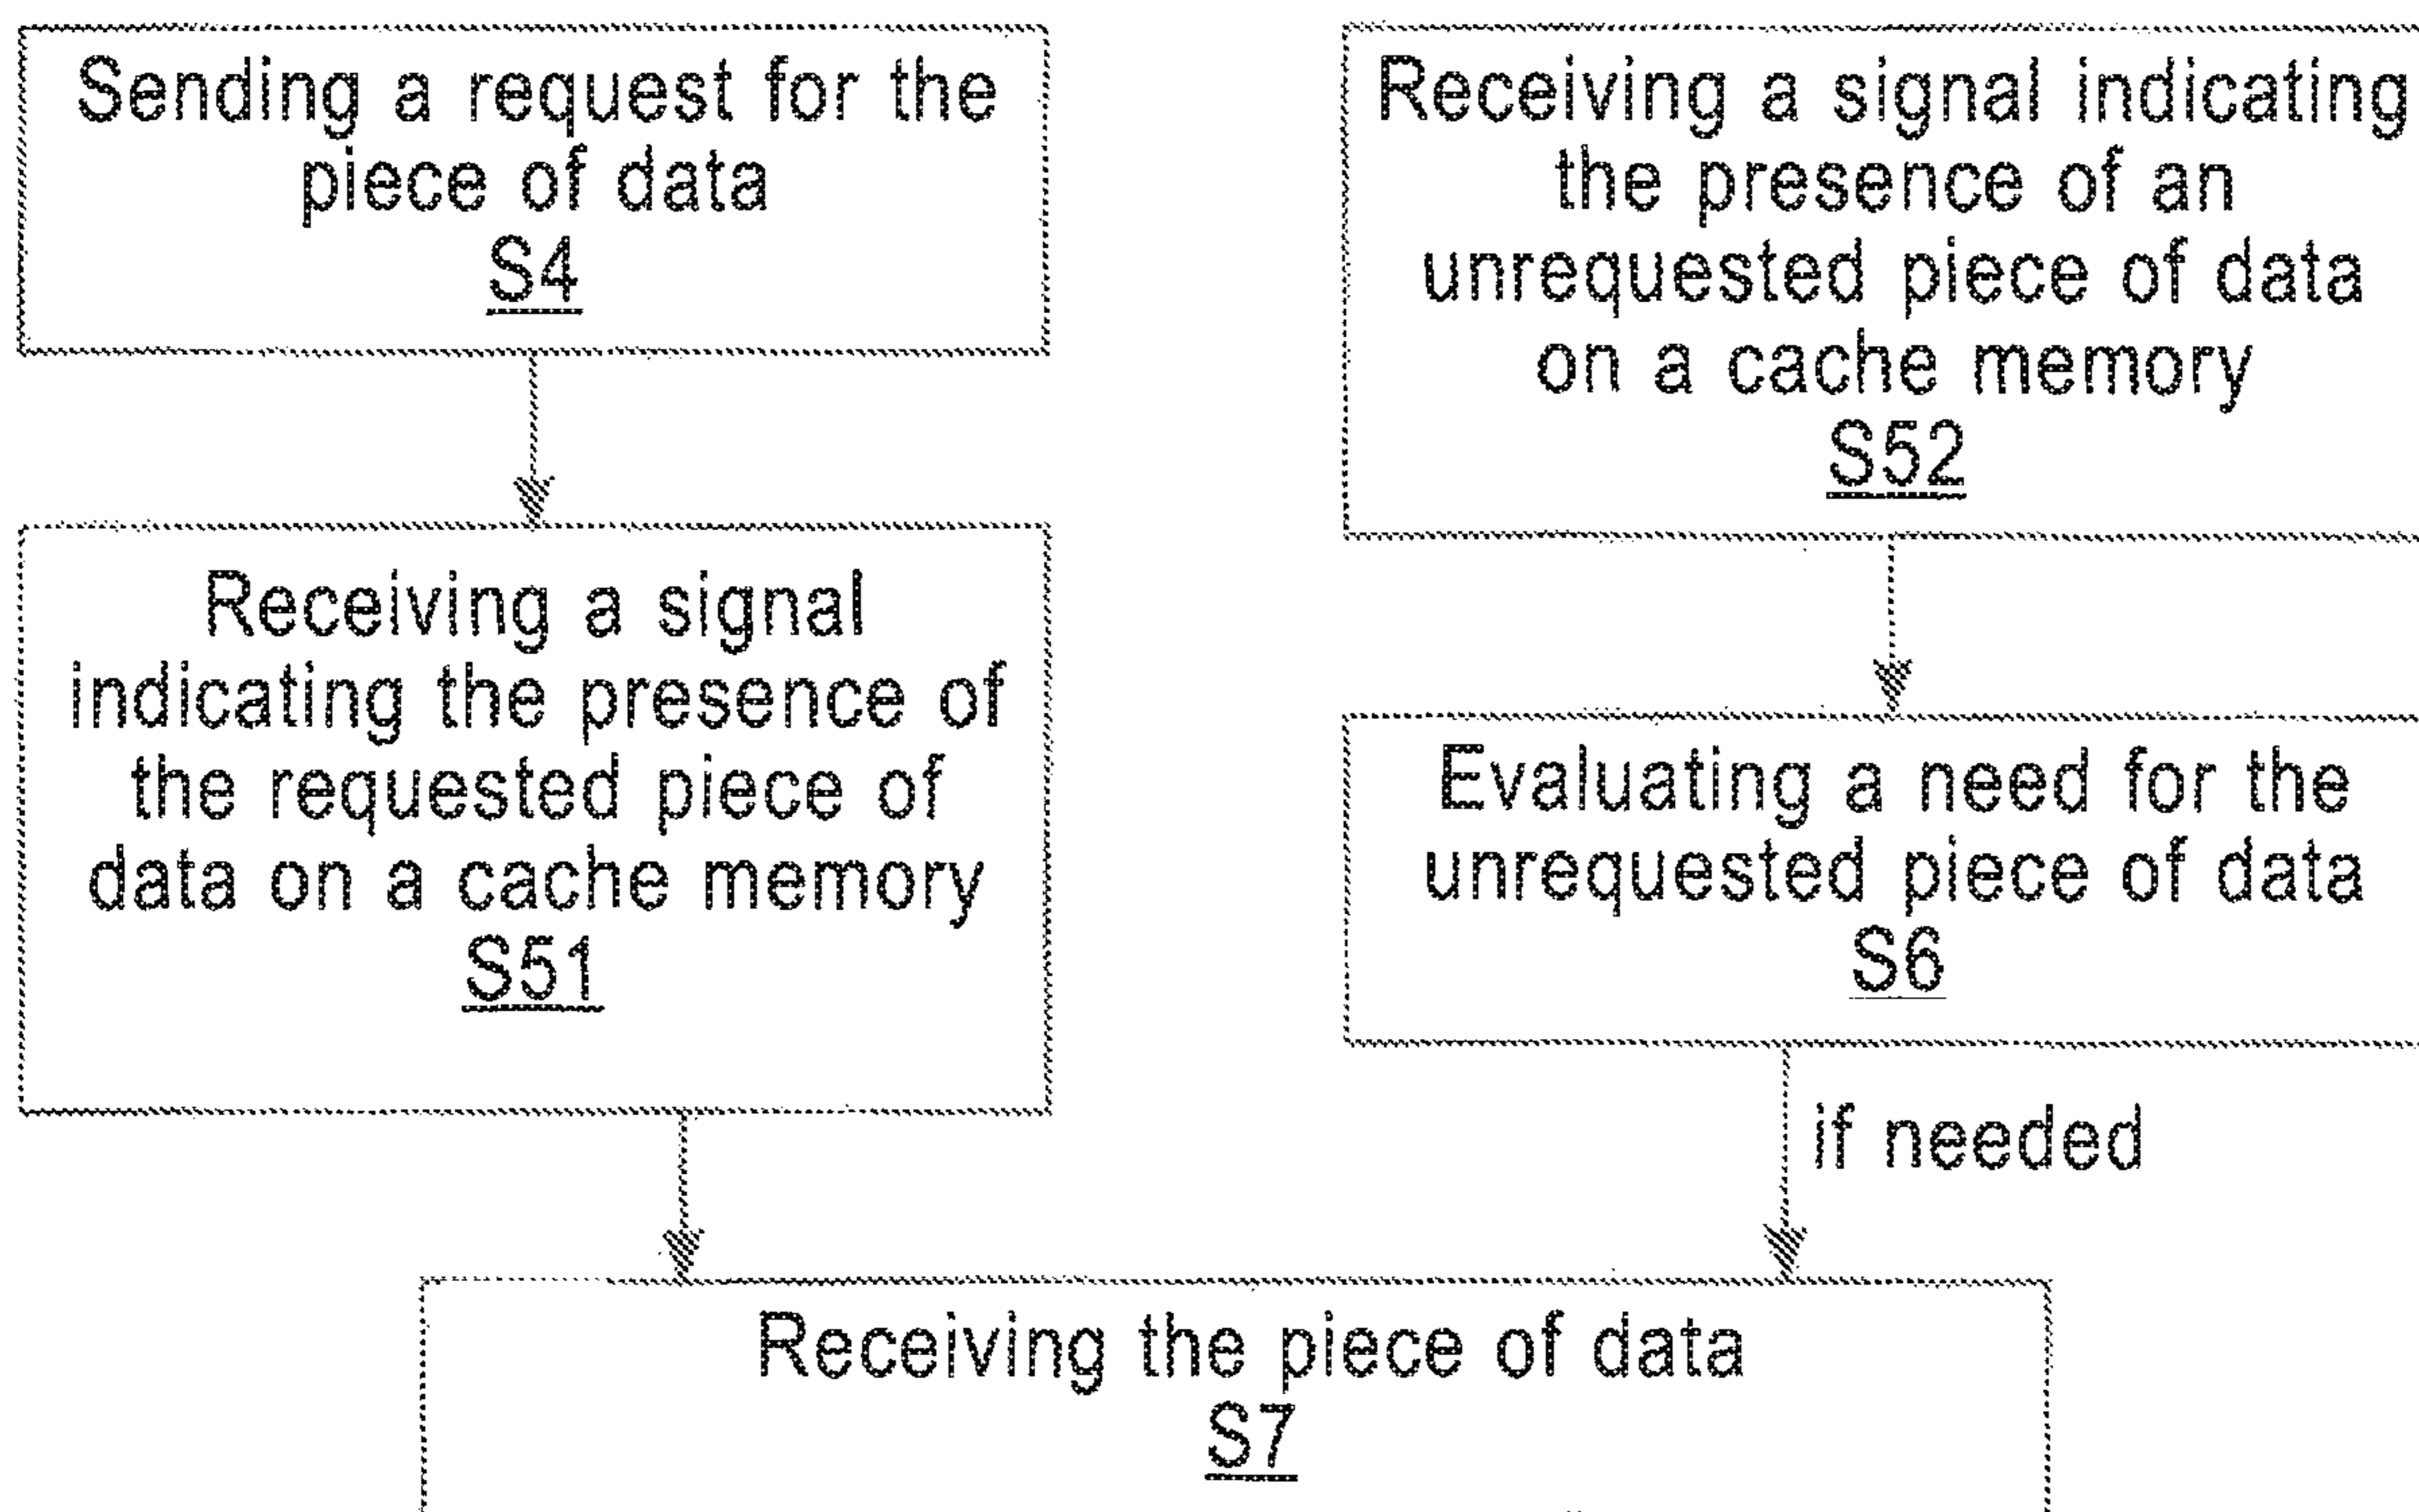 Sending a request for the
piece of data
S4
Receiving a signal
indicating the presence of
the requested piece of
data on a cache memory
S51
Receiving a signal indicating
the presence of an
unrequested piece of data
on a cache memory
S52
Evaluating a need for the
unrequested piece of data
S6
if needed
Receiving the piece of data
S7